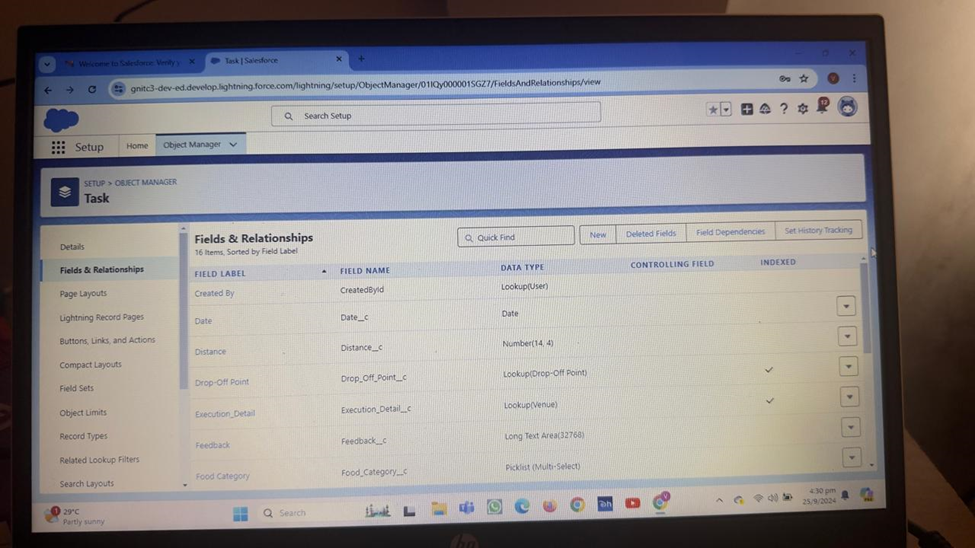 Welcome to Salesforce: Verify y
Task | Salesforce
gnitc3-dev-ed.develop.lightning.force.com/lightning/setup/ObjectManager/01IQy000001SGZ7/FieldsAndRelationships/view
Search Setup
Setup
Home
Object Manager
SETUP > OBJECT MANAGER
Task
Details
Fields & Relationships
Page Layouts
Lightning Record Pages
Buttons, Links, and Actions
Compact Layouts
Field Sets
Object Limits
Record Types
Related Lookup Filters
Search Layouts
Fields & Relationships
16 Items, Sorted by Field Label
Quick Find
New
Deleted Fields
Field Dependencies
Set History Tracking
FIELD LABEL FIELD NAME DATA TYPE CONTROLLING FIELD INDEXED
Created By CreatedById Lookup(User)
Date Date__c Date
Distance Distance__c Number(14, 4)
Drop-Off Point Drop_Off_Point__c Lookup(Drop-Off Point)
Execution_Detail Execution_Detail__c Lookup(Venue)
Feedback Feedback__c Long Text Area(32768)
Food Category Food_Category__c Picklist (Multi-Select)
29°C
Partly sunny
Search
4:30 pm
25/9/2024
hp